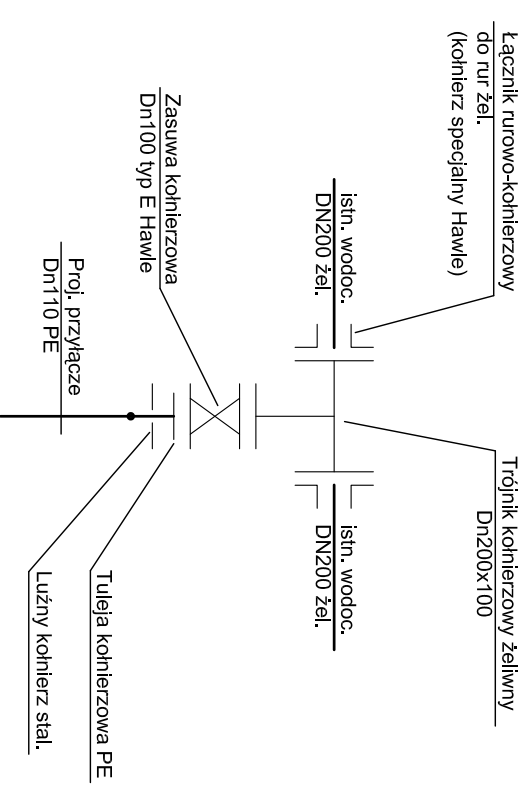 Łącznik rurowo-kołnierzowy
do rur żel.
(kołnierz specjalny Hawle)
Trójnik kołnierzowy żeliwny
Dn200x100
istn. wodoc.
DN200 żel.
istn. wodoc.
DN200 żel.
Zasuwa kołnierzowa
Dn100 typ E Hawle
Proj. przyłącze
Dn110 PE
Tuleja kołnierzowa PE
Luźny kołnierz stal.